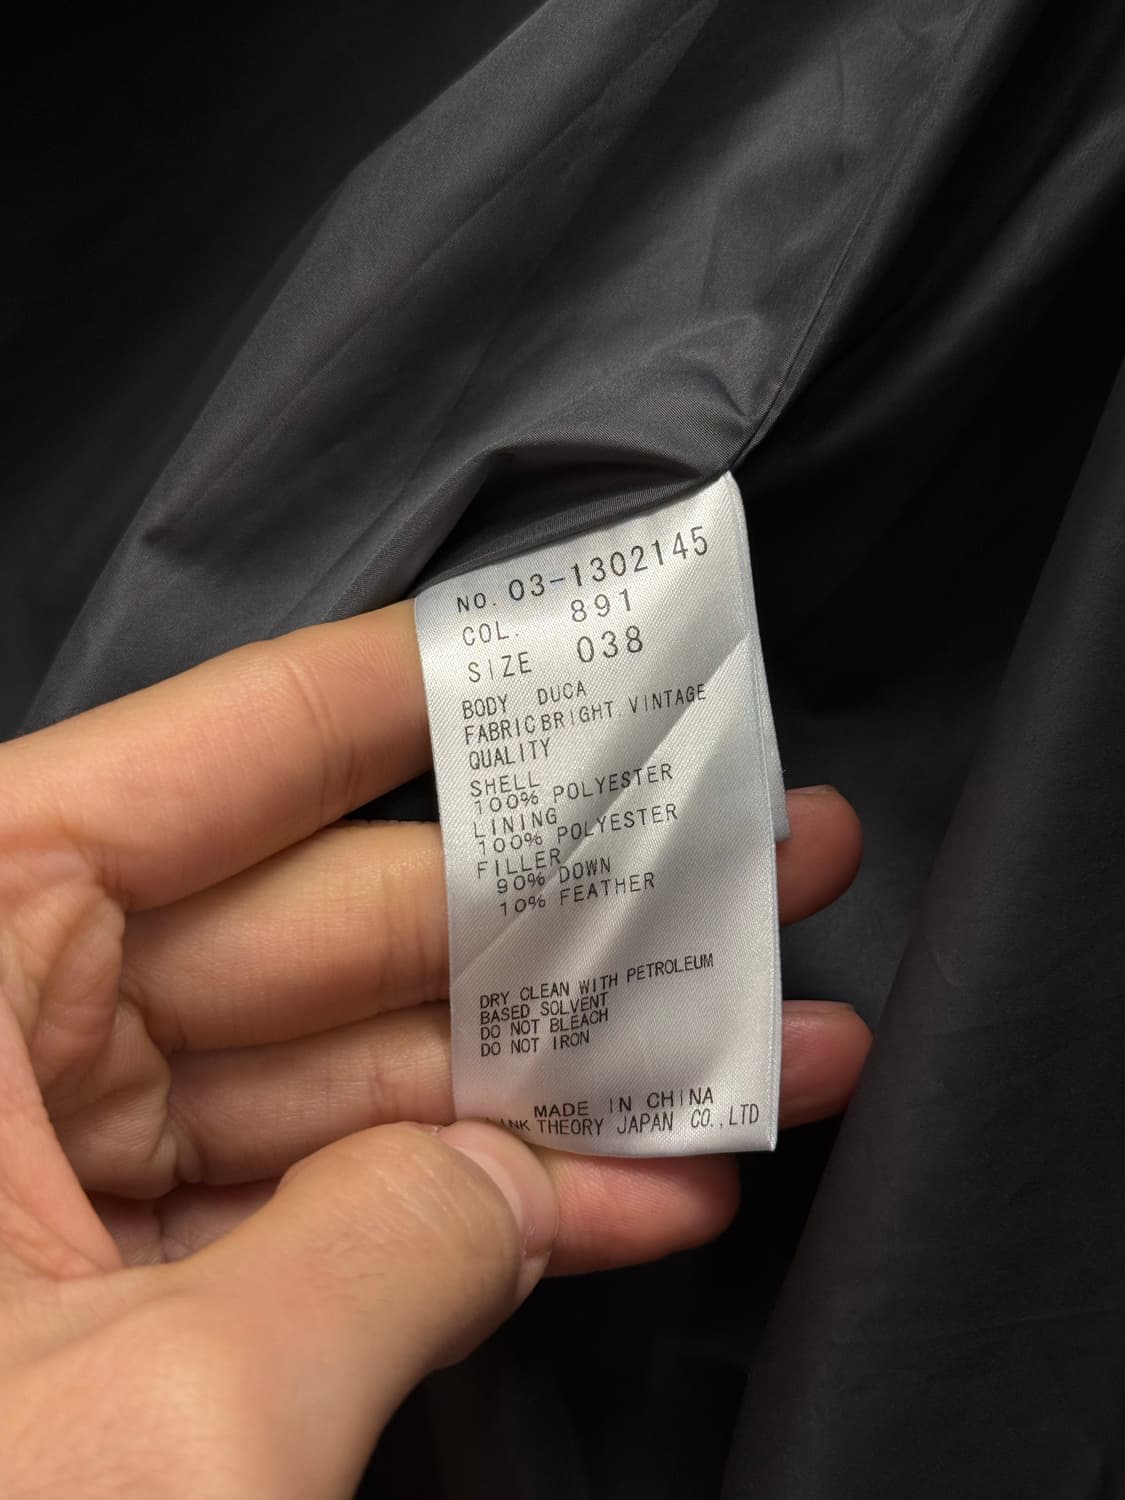 NO. 03-1302145
COL. 891
SIZE 038
BODY DUCA
FABRIC BRIGHT.VINTAGE
QUALITY
SHELL
100% POLYESTER
LINING
100% POLYESTER
FILLER
90% DOWN
10% FEATHER
DRY CLEAN WITH PETROLEUM
BASED SOLVENT
DO NOT BLEACH
DO NOT IRON
MADE IN CHINA
THEORY JAPAN CO.,LTD